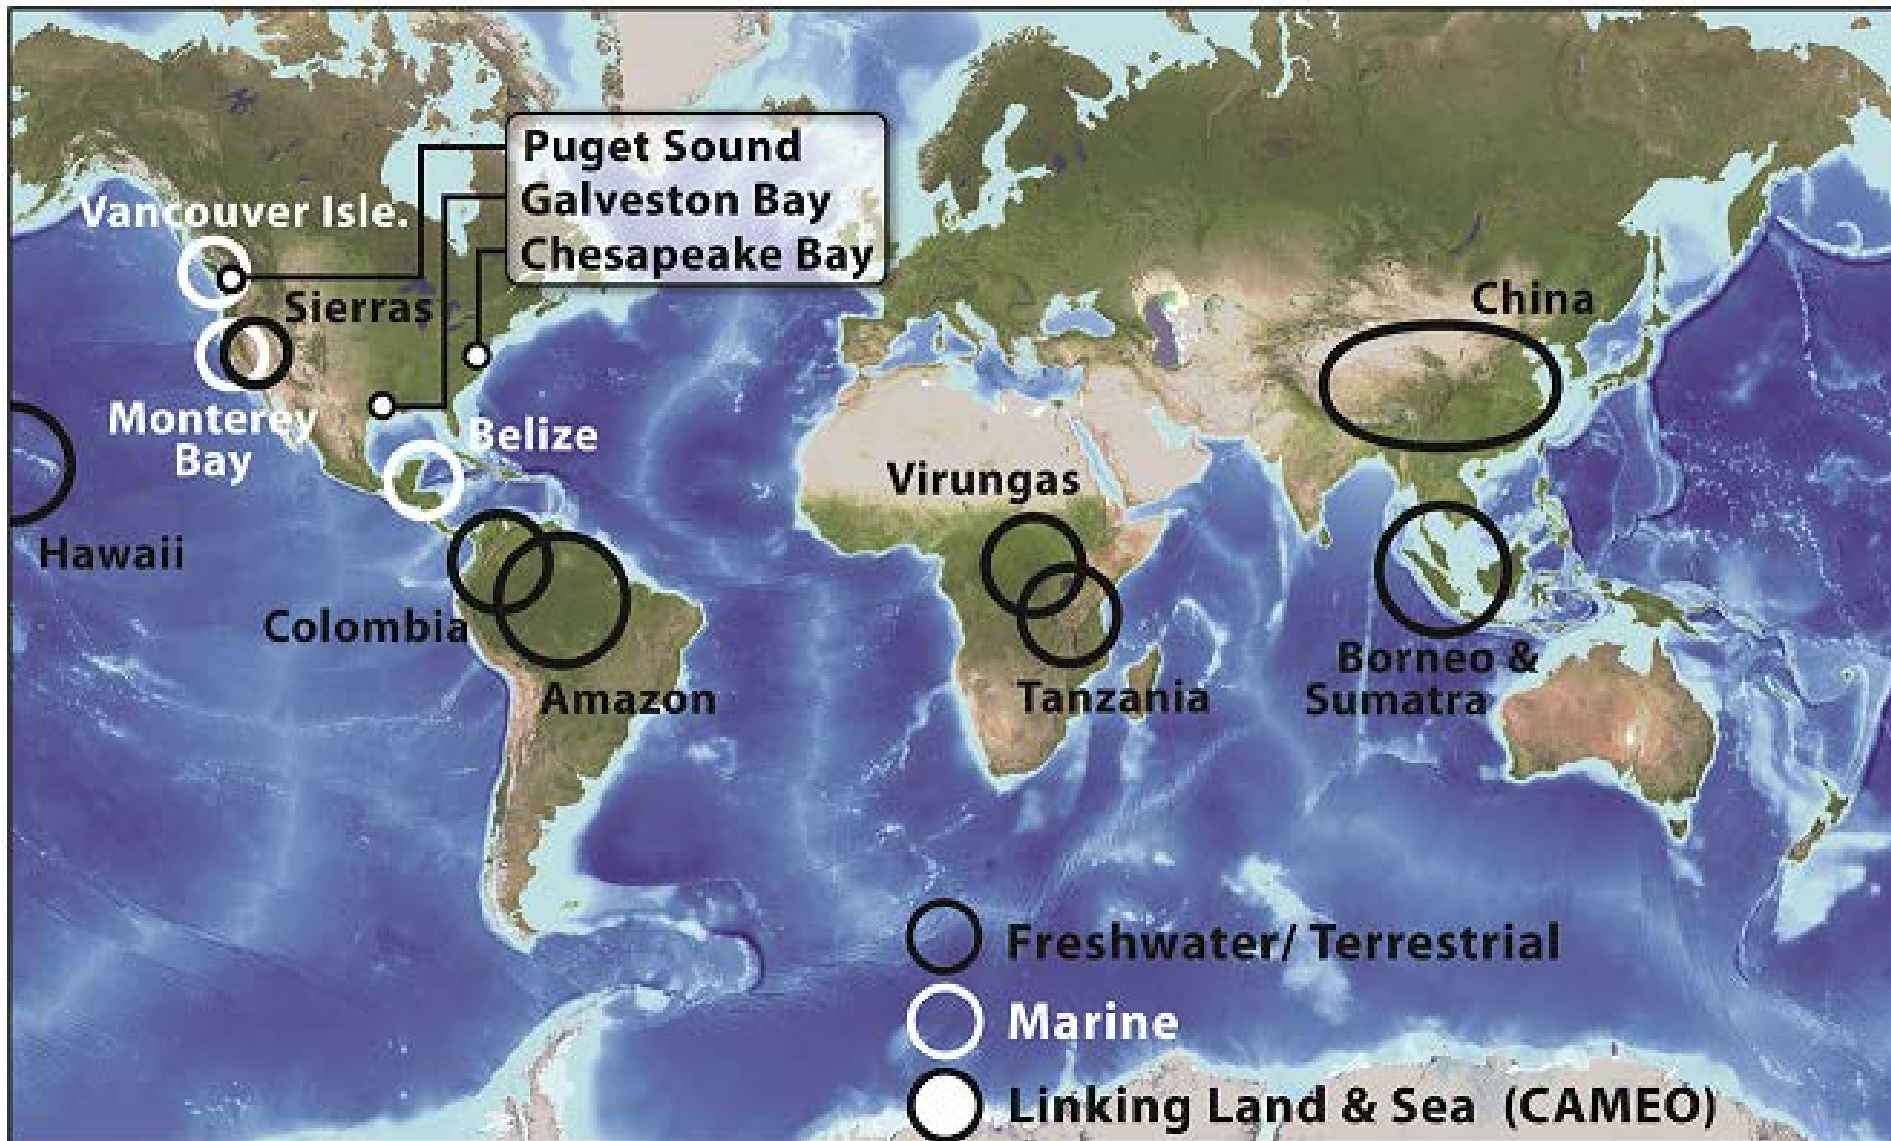 Puget Sound
Galveston Bay
Chesapeake Bay
Vancouver Isle.
Sierras
China
Monterey
Bay
Belize
Virungas
Hawaii
Colombia
Amazon
Tanzania
Borneo &
Sumatra
Freshwater/ Terrestrial
Marine
Linking Land & Sea (CAMEO)